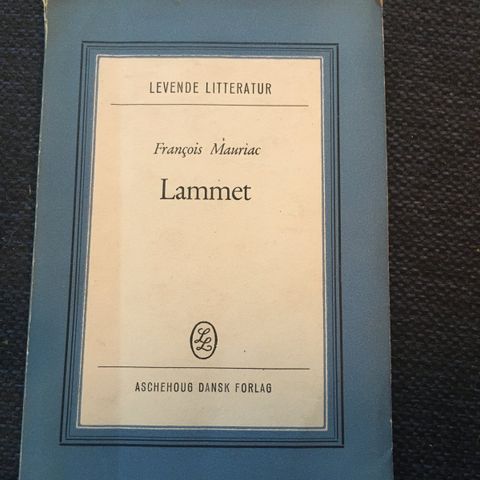 LEVENDE LITTERATUR
François Mauriac
Lammet
LL
ASCHEHOUG DANSK FORLAG